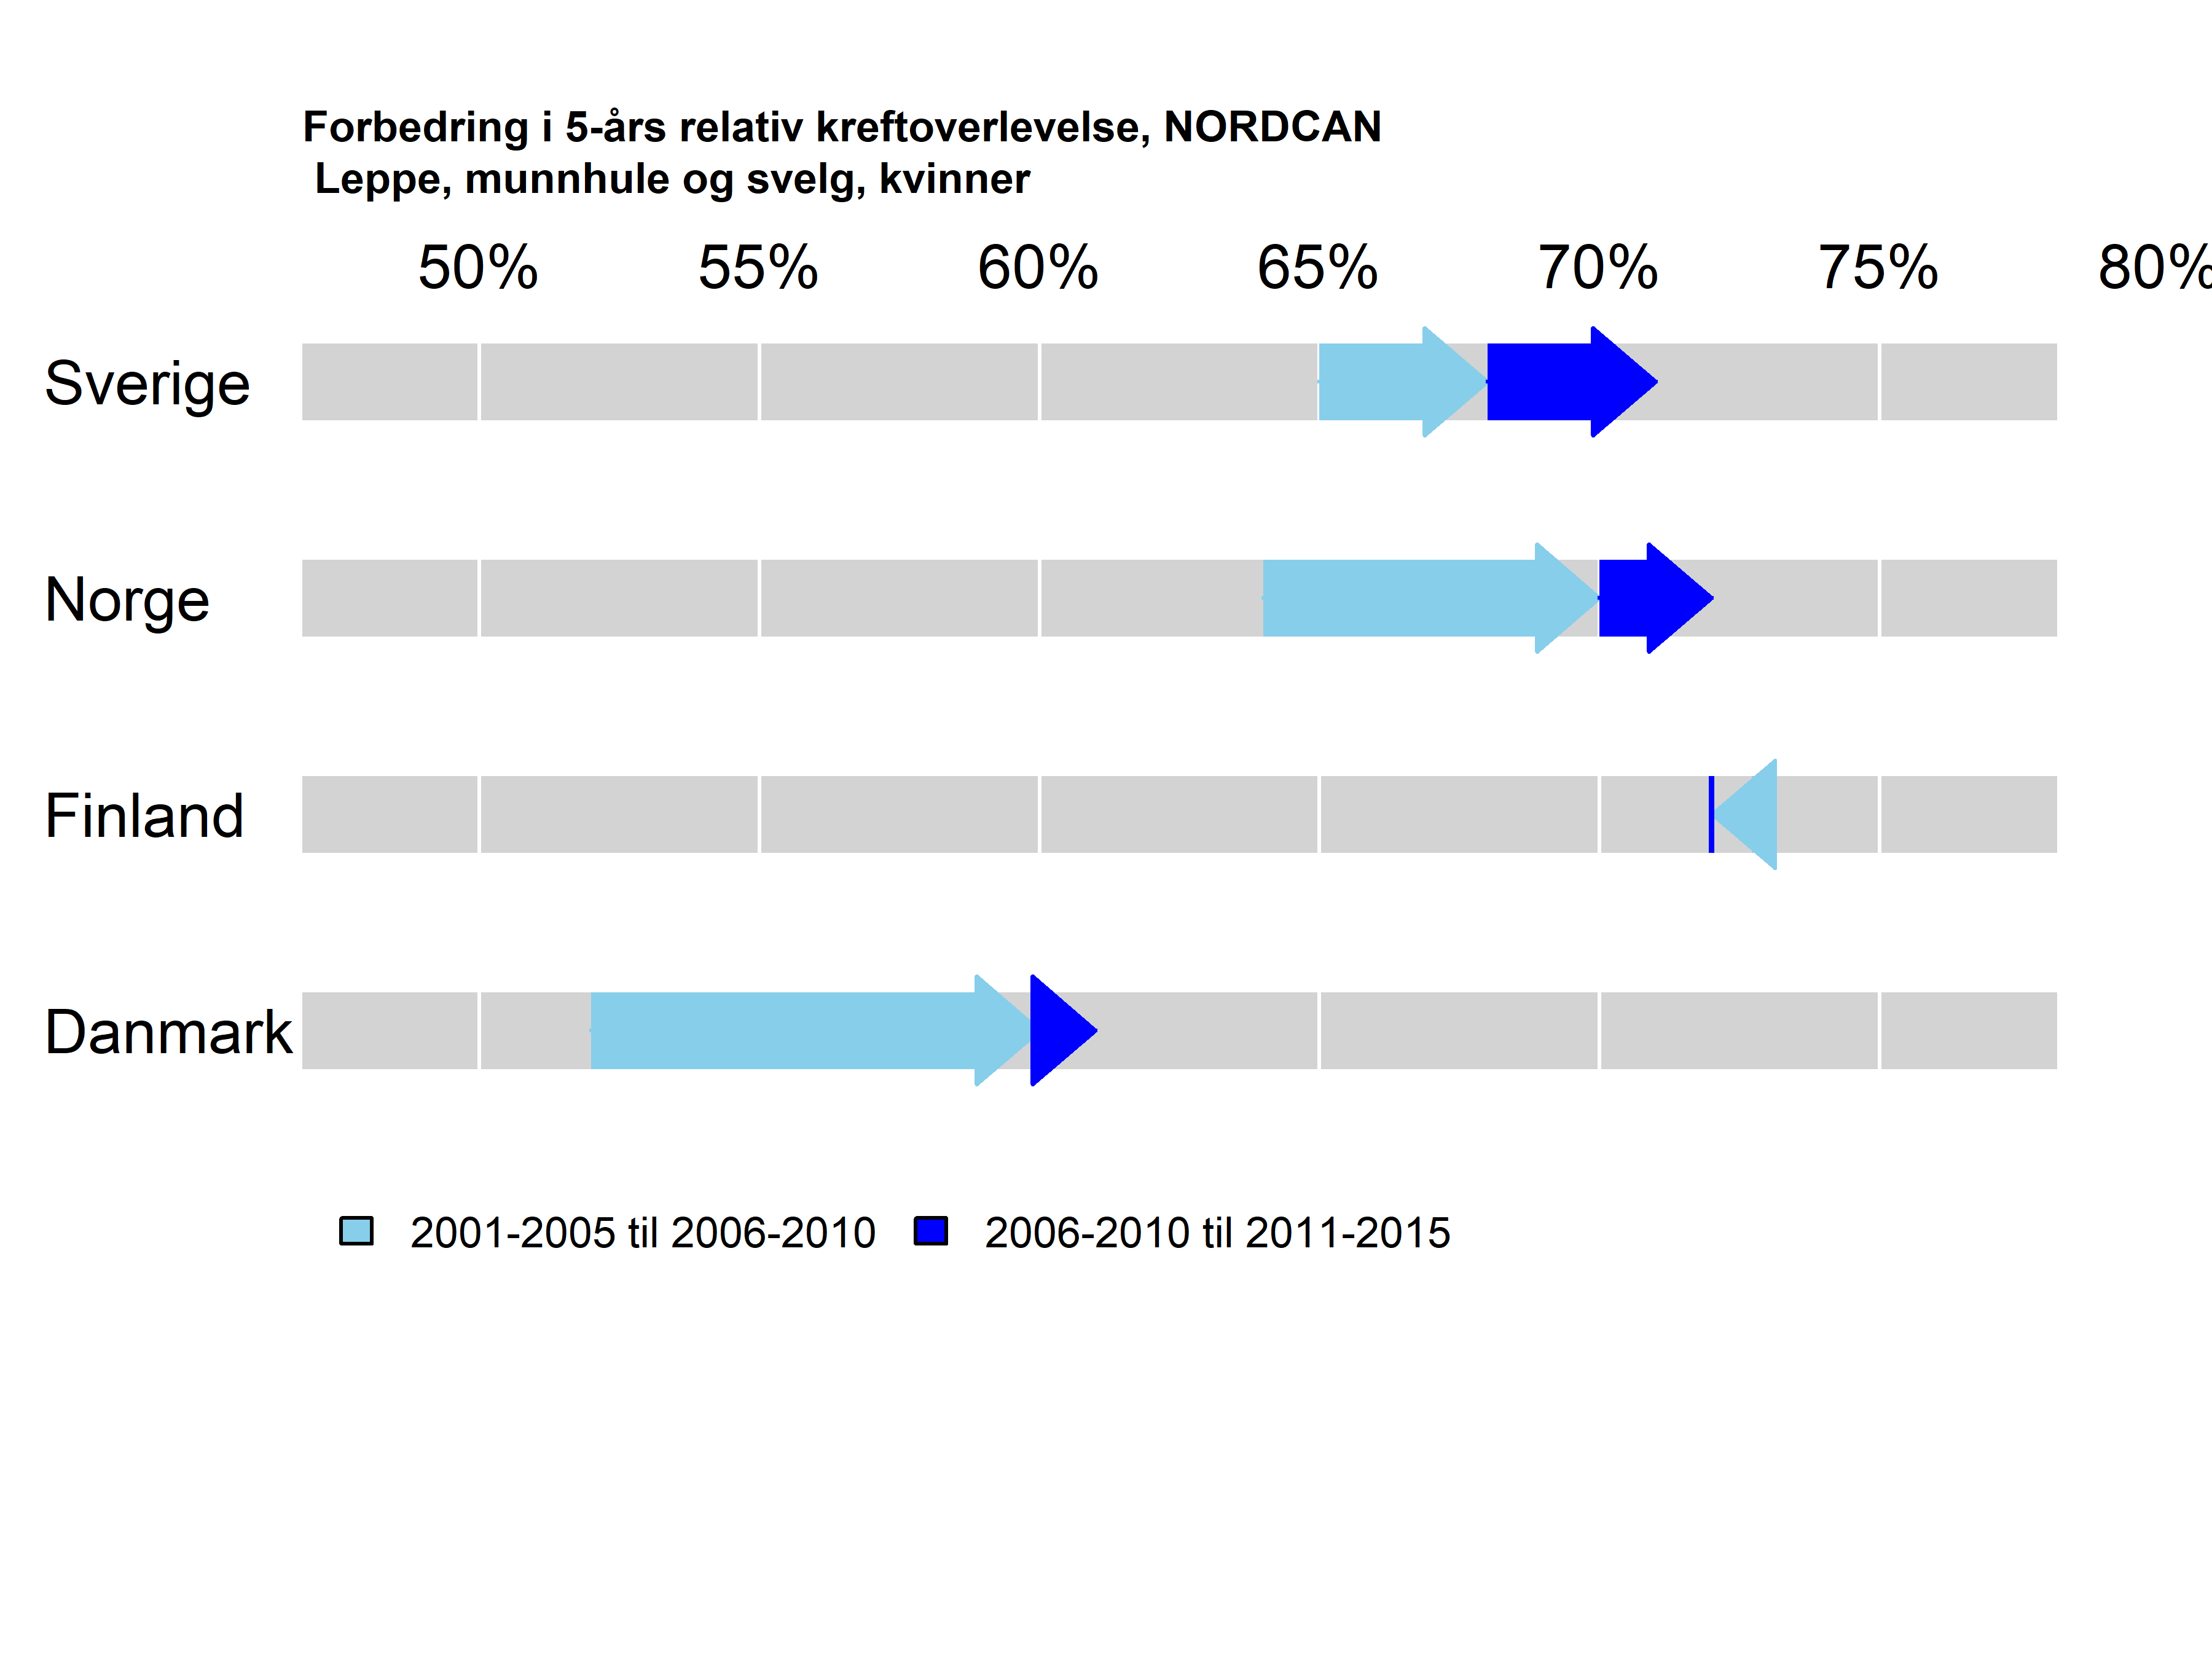 Forbedring i 5-års relativ kreftoverlevelse, NORDCAN
Leppe, munnhule og svelg, kvinner
50% 55% 60% 65% 70% 75% 80%
Sverige
Norge
Finland
Danmark
2001-2005 til 2006-2010 2006-2010 til 2011-2015